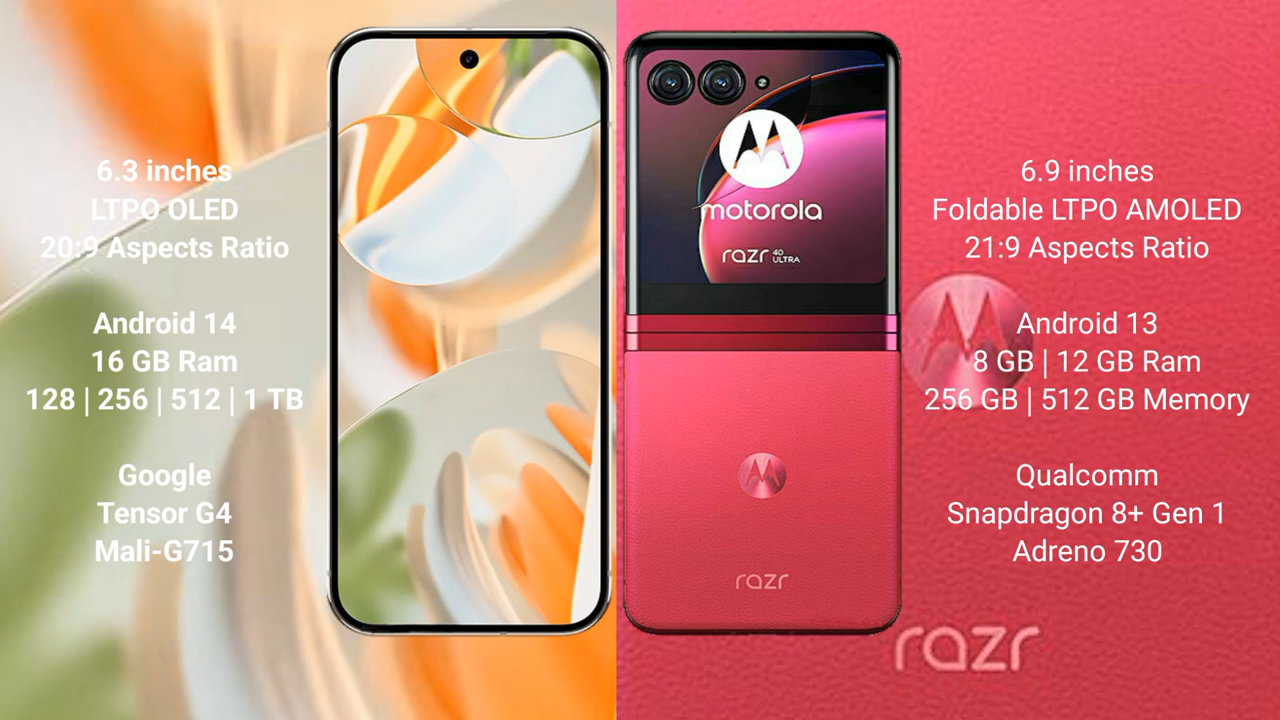 6.3 inches
LTPO OLED
20:9 Aspects Ratio
Android 14
16 GB Ram
128 | 256 | 512 | 1 TB
Google
Tensor G4
Mali-G715
motorola
razr 40 ULTRA
razr
6.9 inches
Foldable LTPO AMOLED
21:9 Aspects Ratio
Android 13
8 GB | 12 GB Ram
256 GB | 512 GB Memory
Qualcomm
Snapdragon 8+ Gen 1
Adreno 730
razr